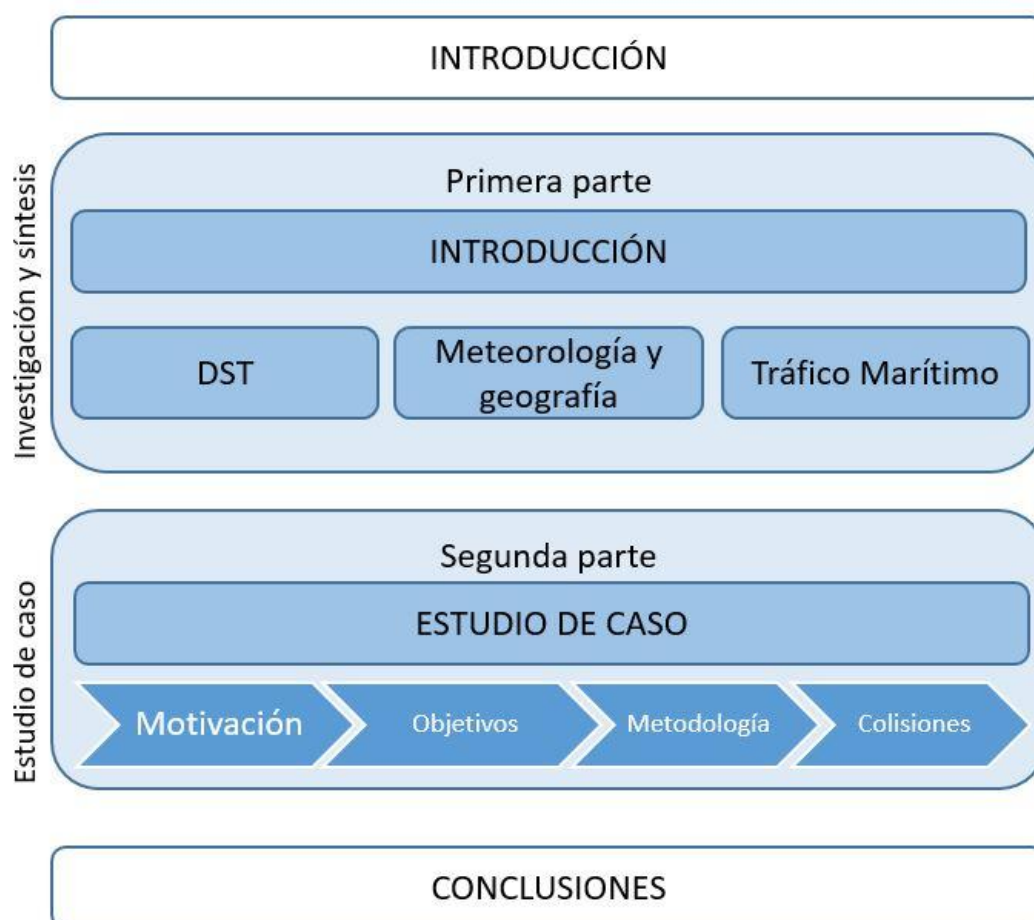 INTRODUCCIÓN
Investigación y síntesis
Primera parte
INTRODUCCIÓN
DST
Meteorología y
geografía
Tráfico Marítimo
Estudio de caso
Segunda parte
ESTUDIO DE CASO
Motivación
Objetivos
Metodología
Colisiones
CONCLUSIONES